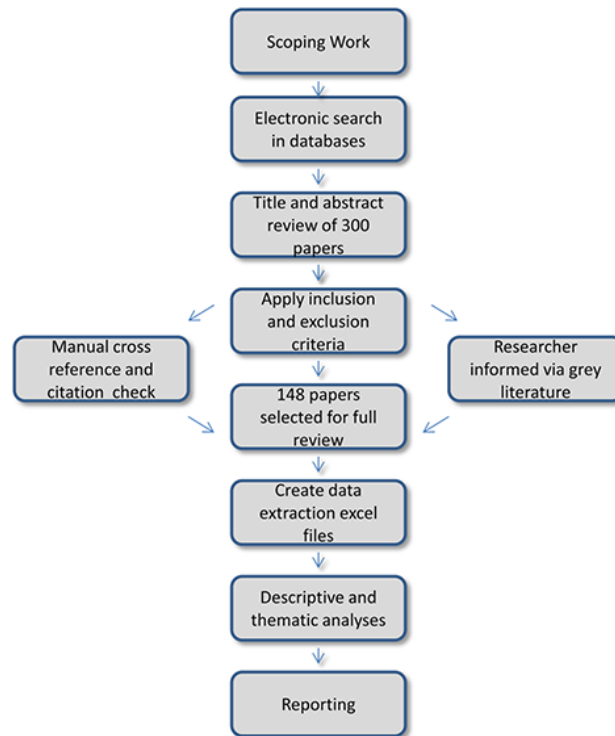 Scoping Work
Electronic search
in databases
Title and abstract
review of 300
papers
Apply inclusion
and exclusion
criteria
Manual cross
reference and
citation check
Researcher
informed via grey
literature
148 papers
selected for full
review
Create data
extraction excel
files
Descriptive and
thematic analyses
Reporting